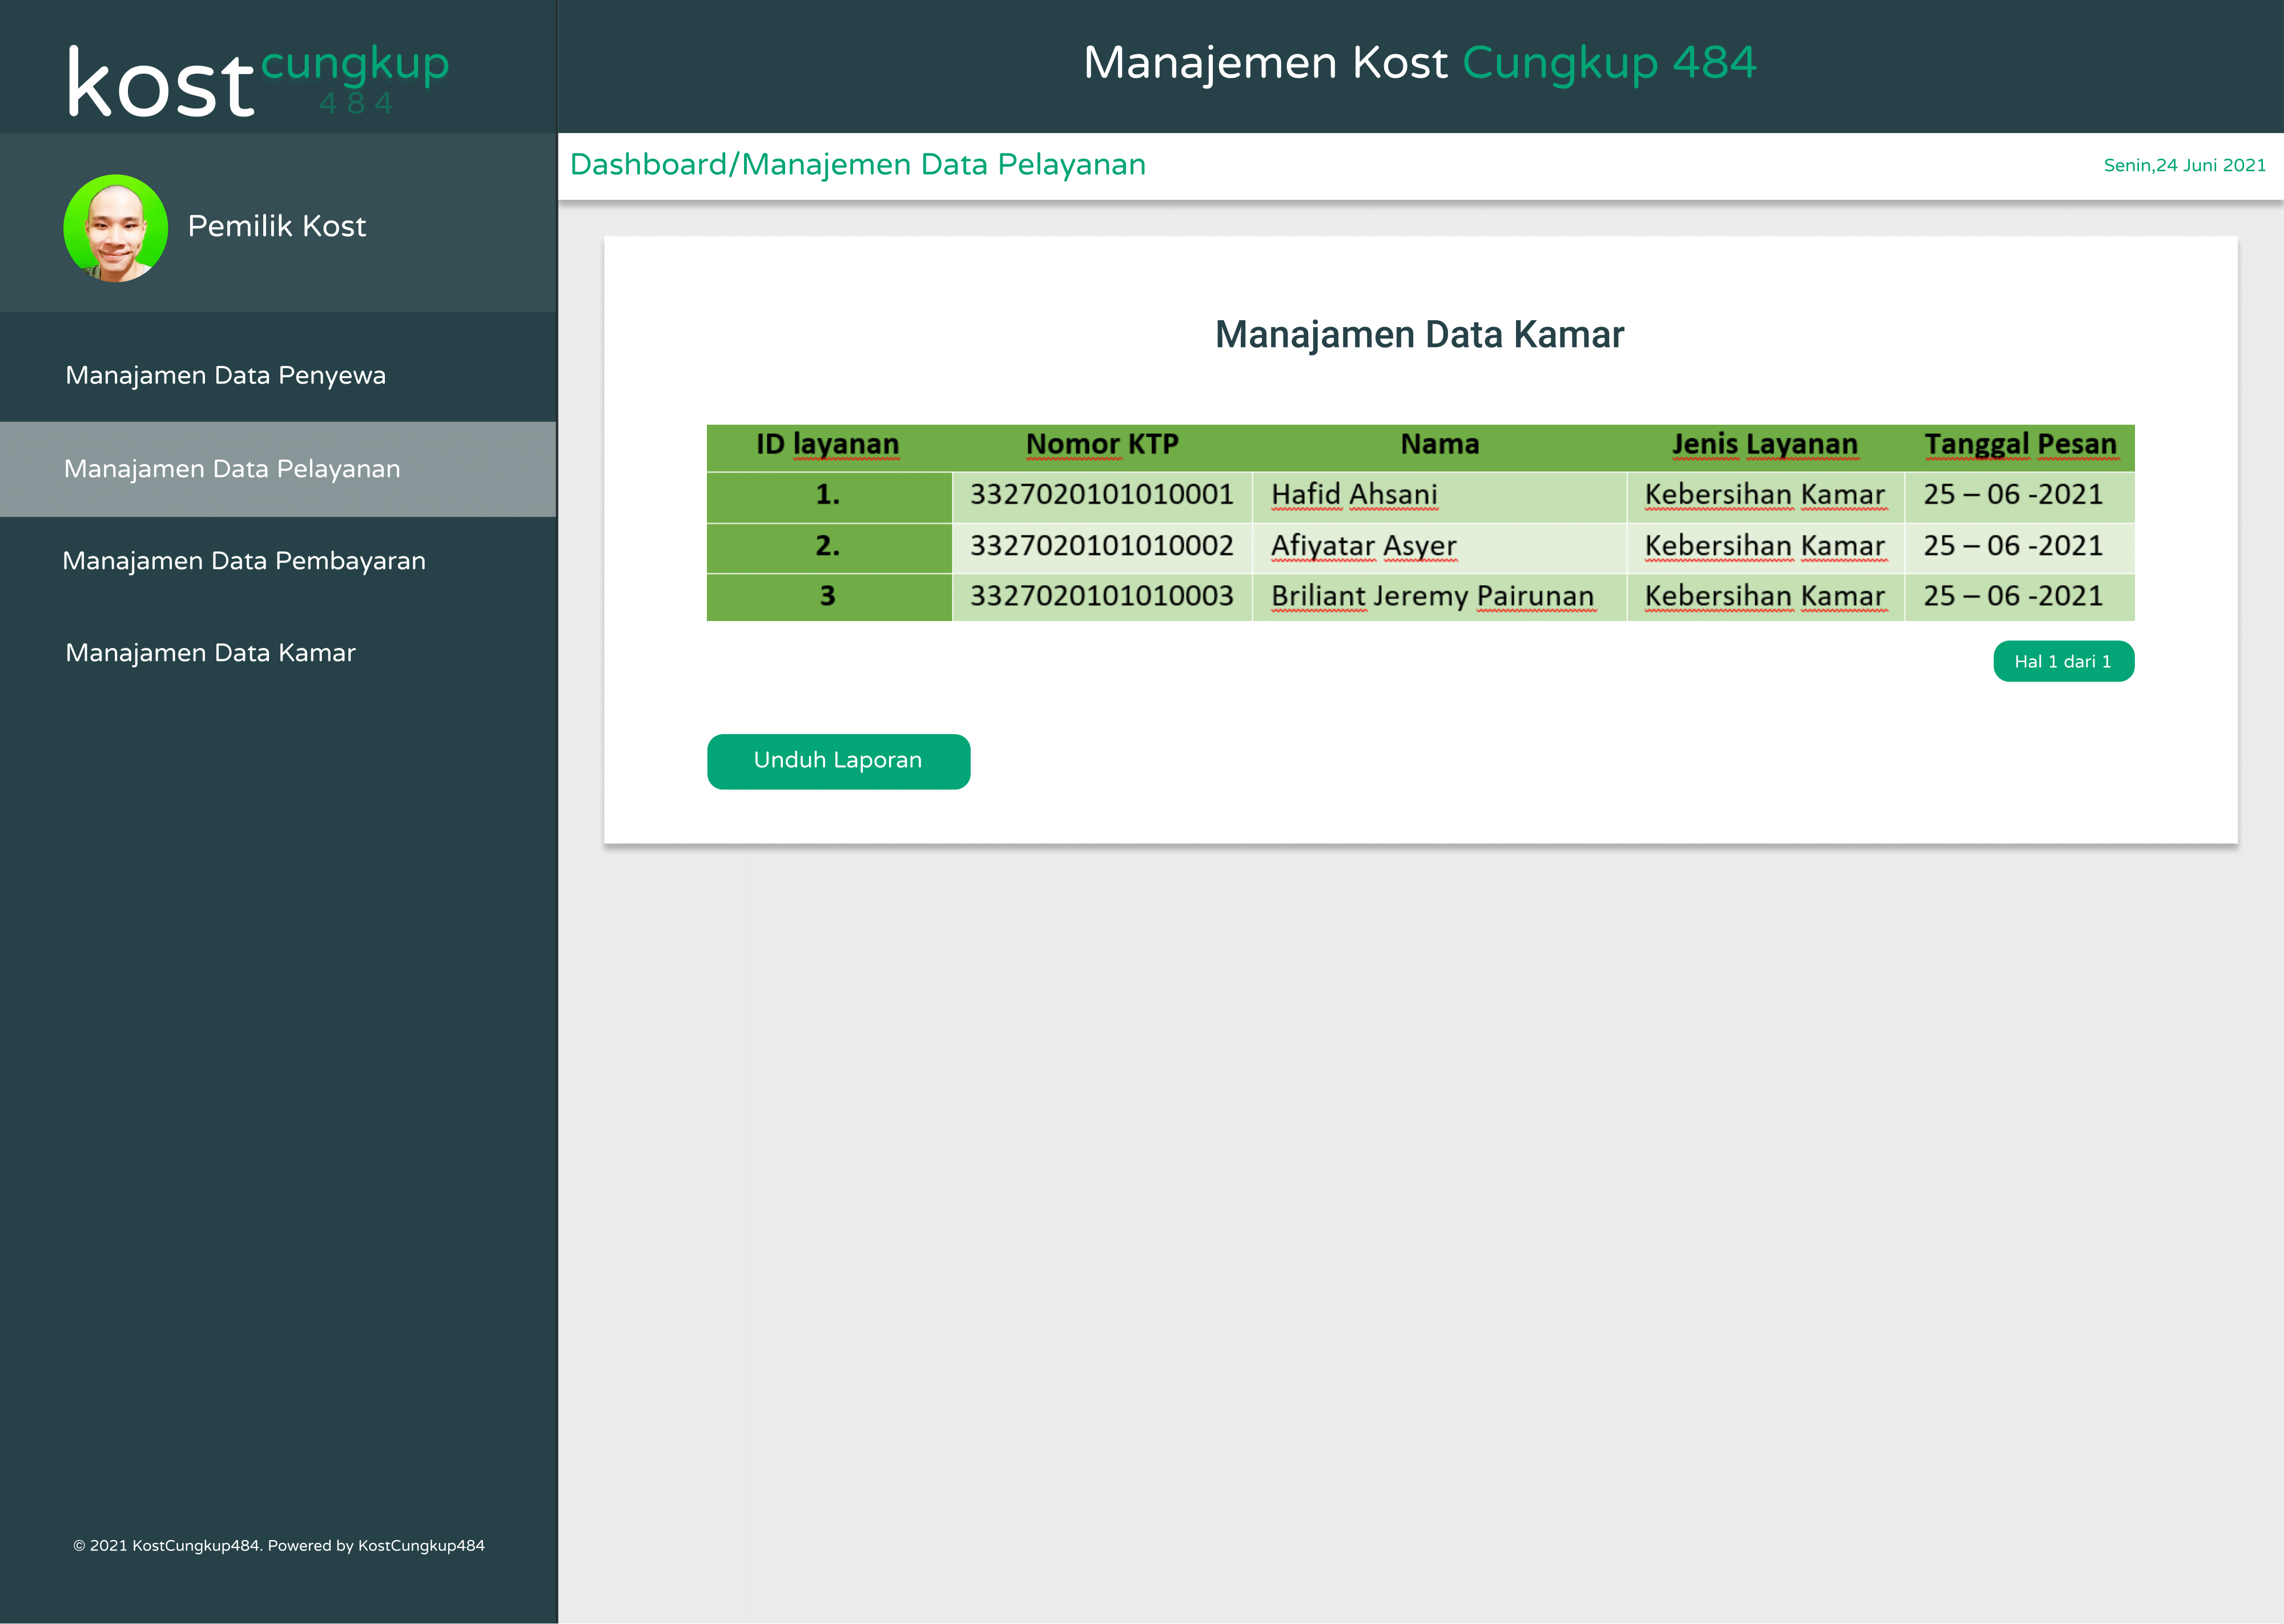 kost cungkup
484
Manajemen Kost Cungkup 484
Dashboard/Manajemen Data Pelayanan
Senin,24 Juni 2021
Pemilik Kost
Manajamen Data Penyewa
Manajamen Data Pelayanan
Manajamen Data Pembayaran
Manajamen Data Kamar
Manajamen Data Kamar
ID layanan Nomor KTP Nama Jenis Layanan Tanggal Pesan
1. 3327020101010001 Hafid Ahsani Kebersihan Kamar 25 – 06 -2021
2. 3327020101010002 Afiyatar Asyer Kebersihan Kamar 25 – 06 -2021
3 3327020101010003 Briliant Jeremy Pairunan Kebersihan Kamar 25 – 06 -2021
Hal 1 dari 1
Unduh Laporan
© 2021 KostCungkup484. Powered by KostCungkup484